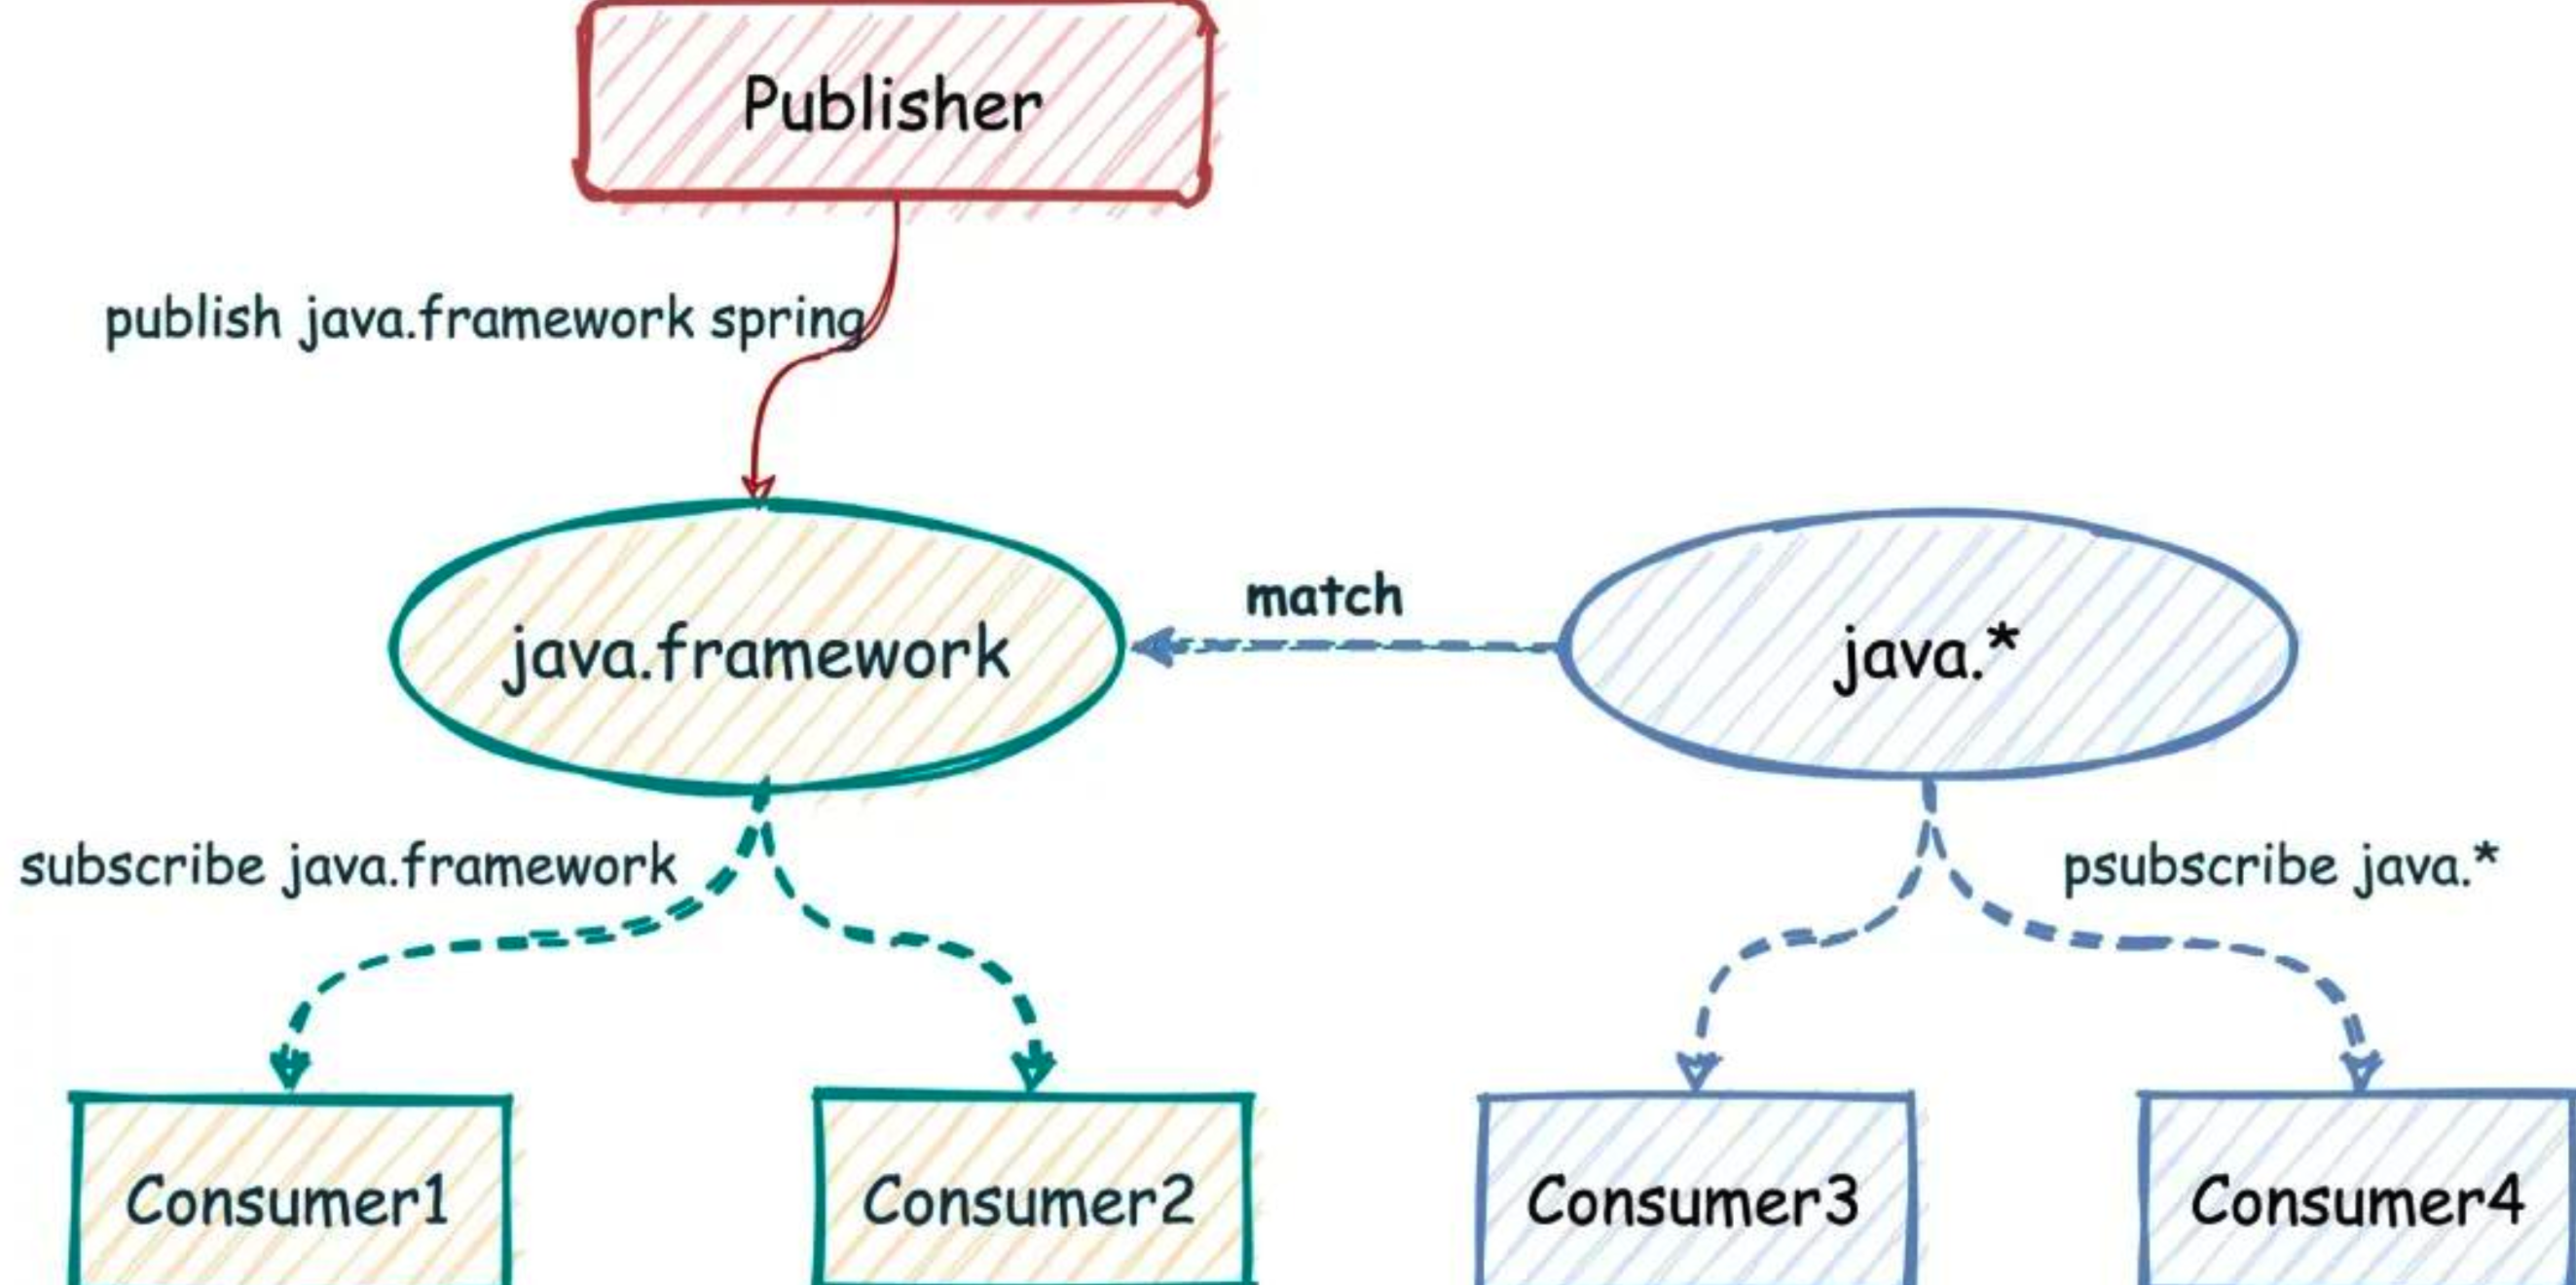 Publisher
publish java.framework spring
match
java.framework
java.*
subscribe java.framework
psubscribe java.*
Consumer1
Consumer2
Consumer3
Consumer4